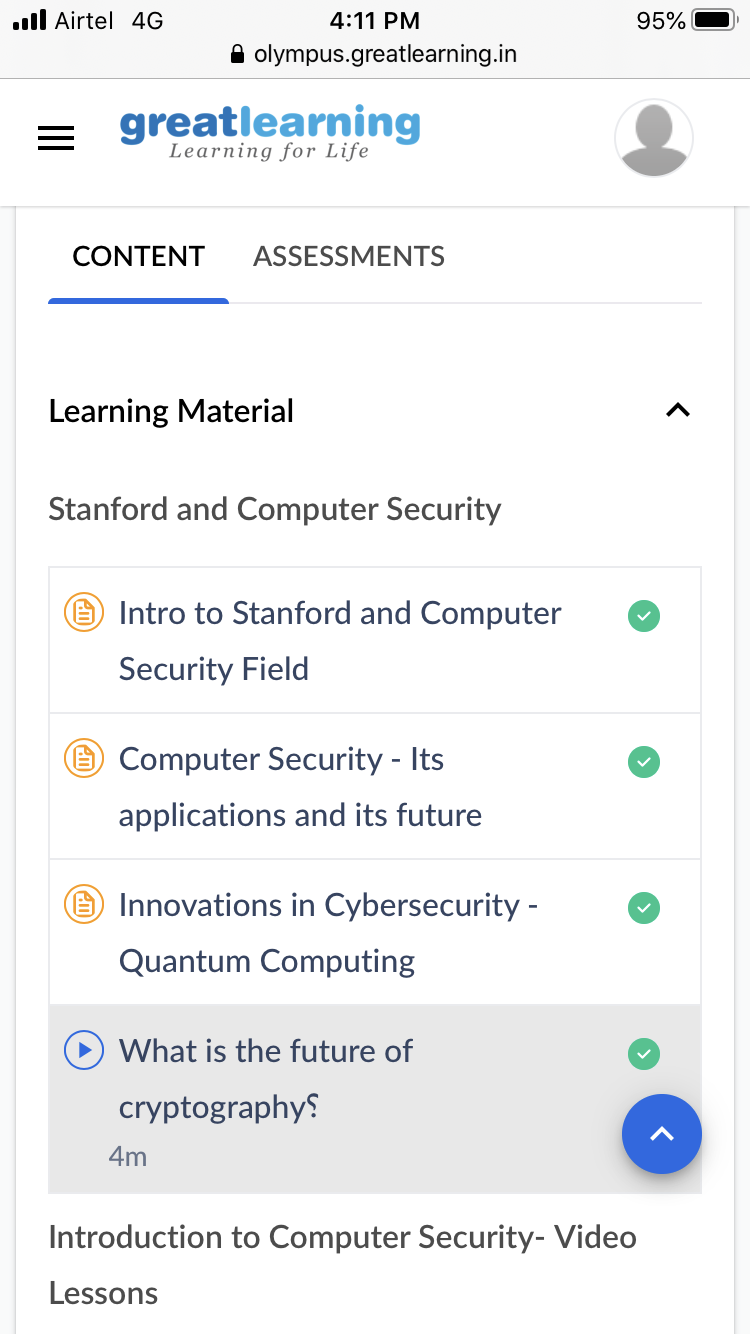 Airtel 4G 4:11 PM 95%
olympus.greatlearning.in
greatlearning
Learning for Life
CONTENT ASSESSMENTS
Learning Material
Stanford and Computer Security
Intro to Stanford and Computer
Security Field
Computer Security - Its
applications and its future
Innovations in Cybersecurity -
Quantum Computing
What is the future of
cryptography؟
4m
Introduction to Computer Security- Video
Lessons